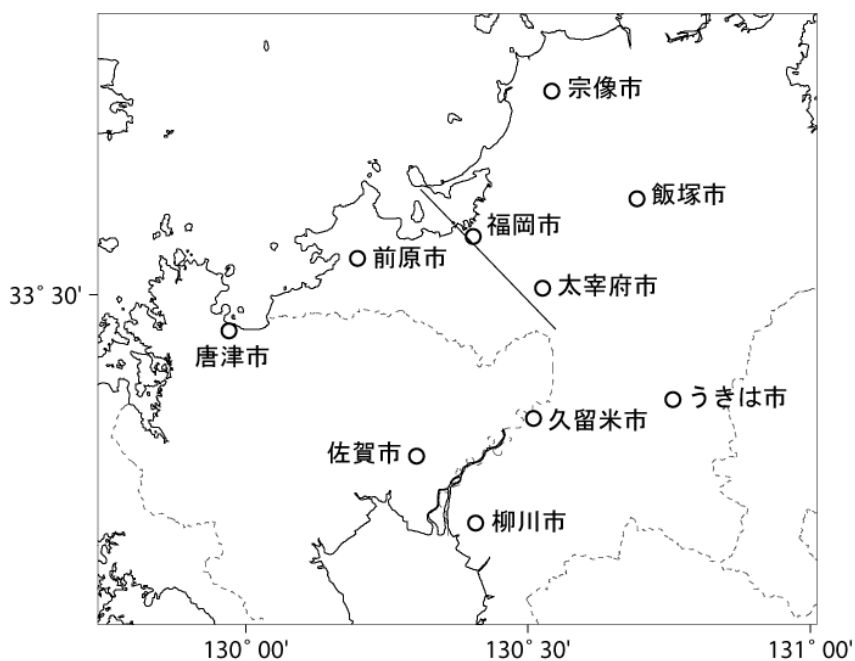 宗像市
飯塚市
福岡市
前原市
太宰府市
33° 30'
唐津市
うきは市
久留米市
佐賀市
柳川市
130° 00'
130° 30'
131° 00'